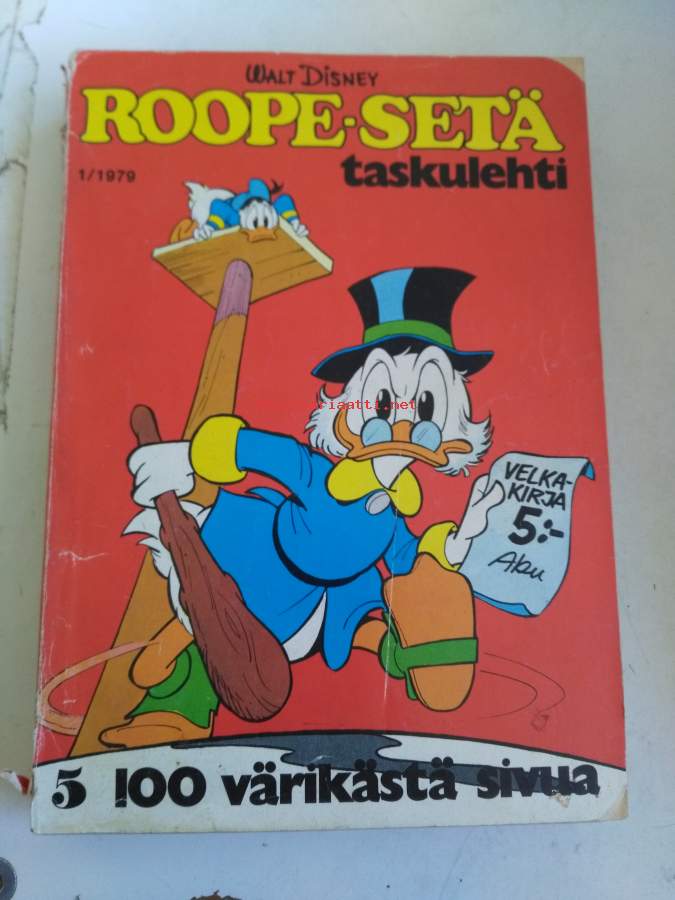 WALT DISNEY
ROOPE-SETÄ
taskulehti
1/1979
VELKA-
KIRJA
5:-
Aku
5 100 värikästä sivua